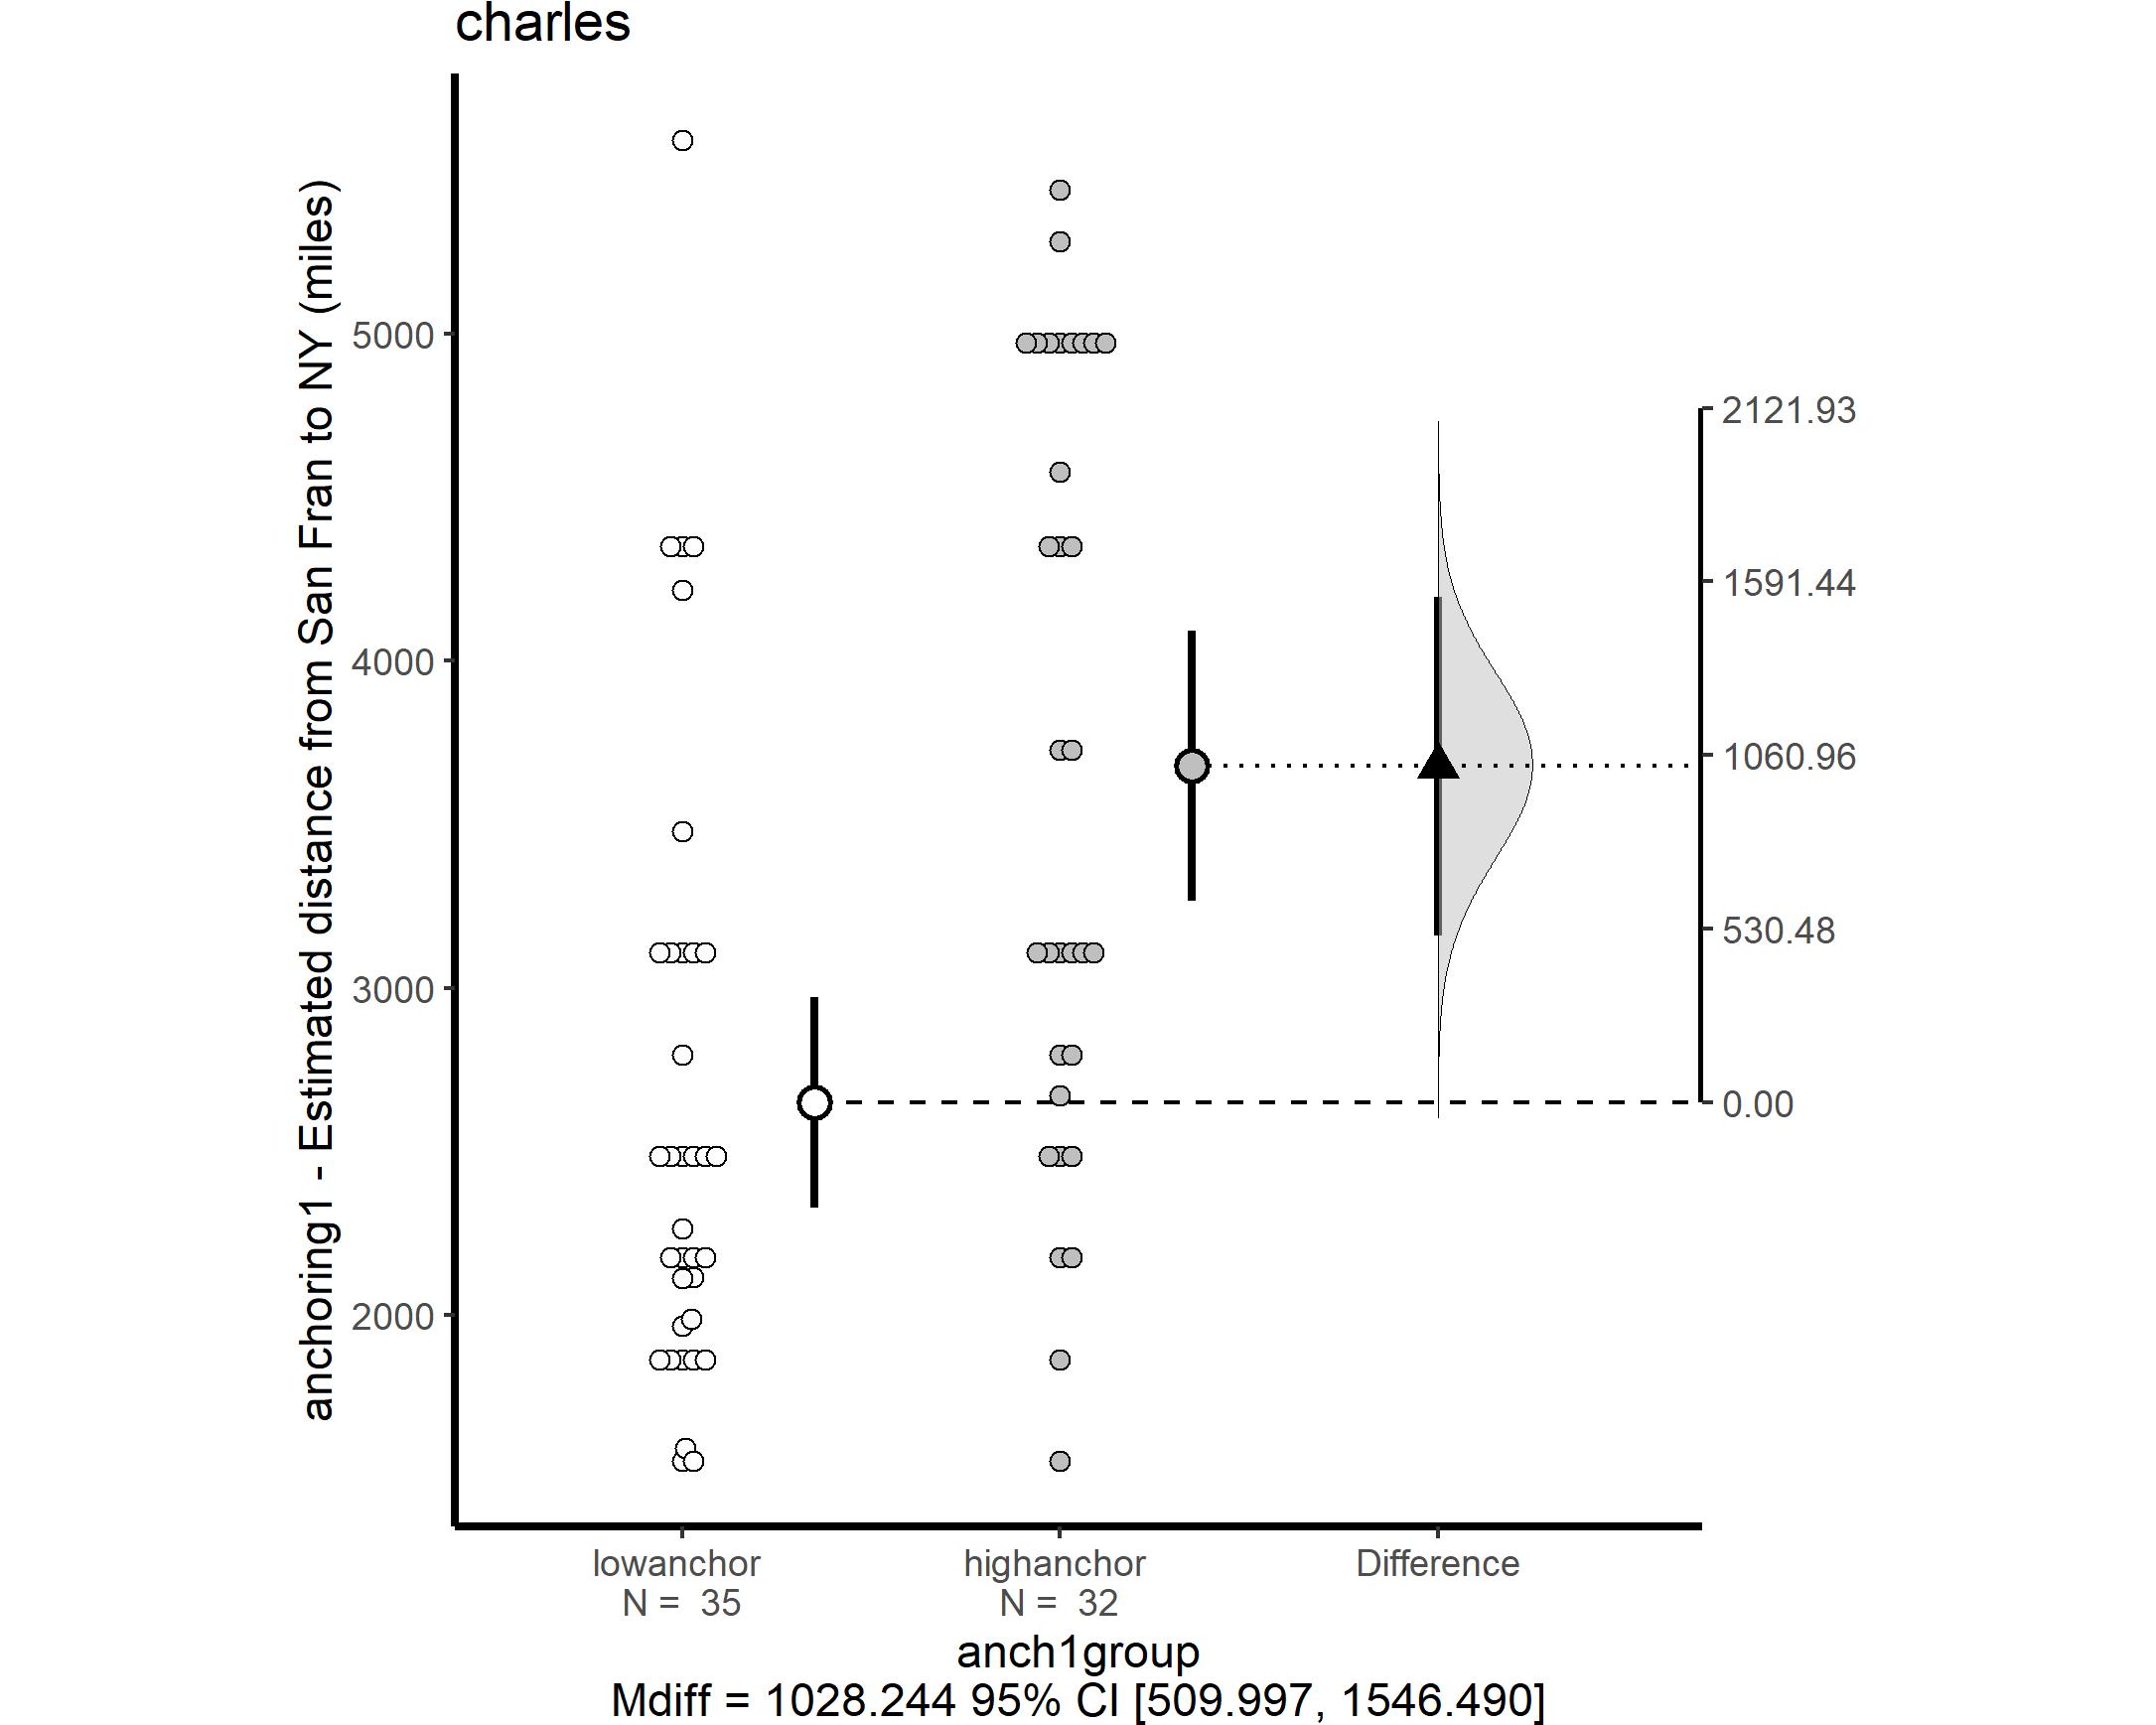 charles
anchoring1 - Estimated distance from San Fran to NY (miles)
5000
4000
3000
2000
2121.93
1591.44
1060.96
530.48
0.00
lowanchor
N =  35
highanchor
N =  32
Difference
anch1group
Mdiff = 1028.244 95% CI [509.997, 1546.490]